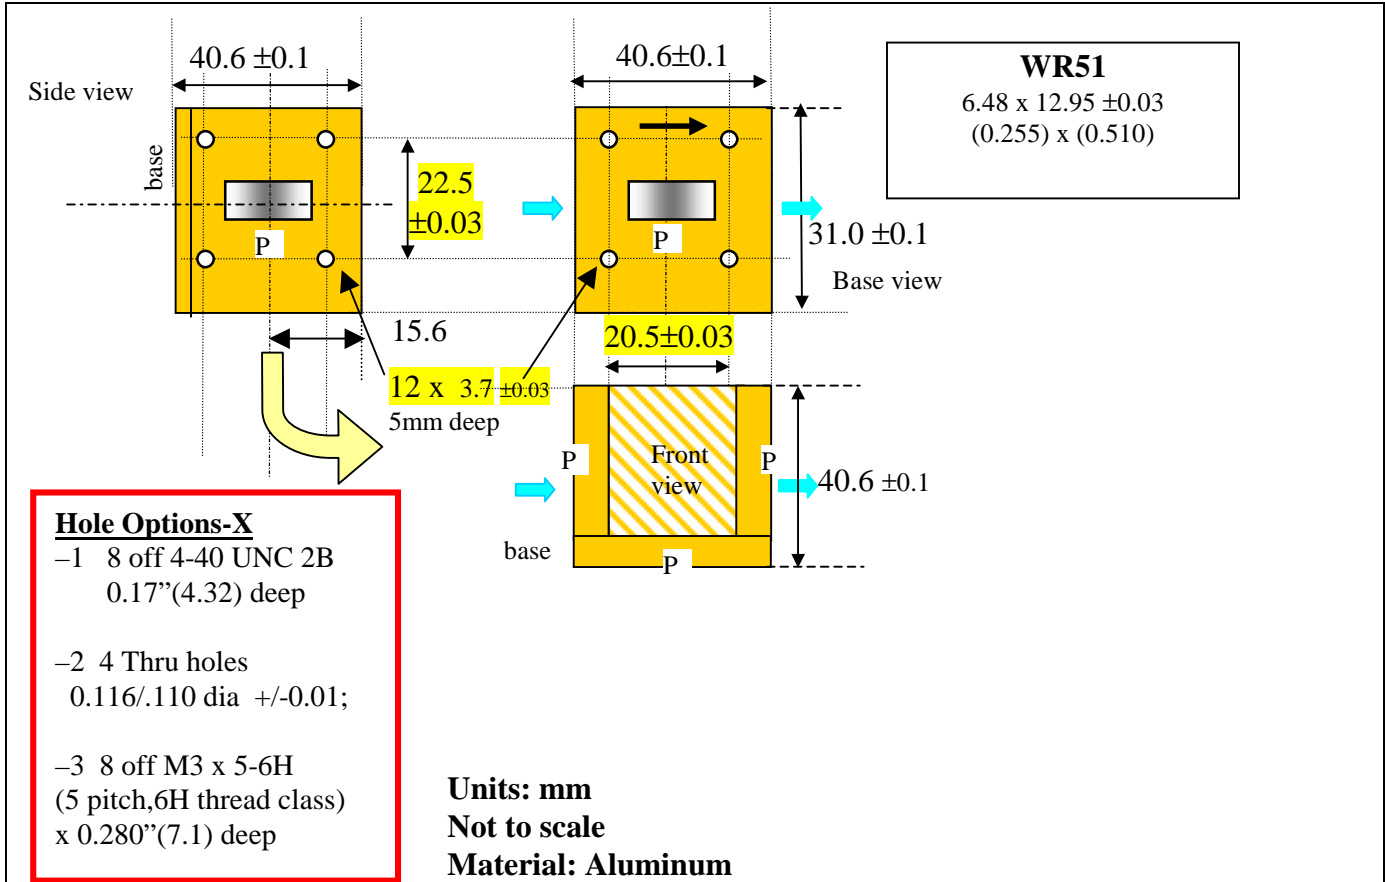 40.6 ±0.1
40.6±0.1
WR51
6.48 x 12.95 ±0.03
(0.255) x (0.510)
Side view
base
22.5
±0.03
P
P
31.0 ±0.1
Base view
15.6
20.5±0.03
12 x 3.7 ±0.03
5mm deep
P
Front
view
P
40.6 ±0.1
base
P
Hole Options-X
–1 8 off 4-40 UNC 2B
0.17”(4.32) deep
–2 4 Thru holes
0.116/.110 dia +/-0.01;
–3 8 off M3 x 5-6H
(5 pitch,6H thread class)
x 0.280”(7.1) deep
Units: mm
Not to scale
Material: Aluminum